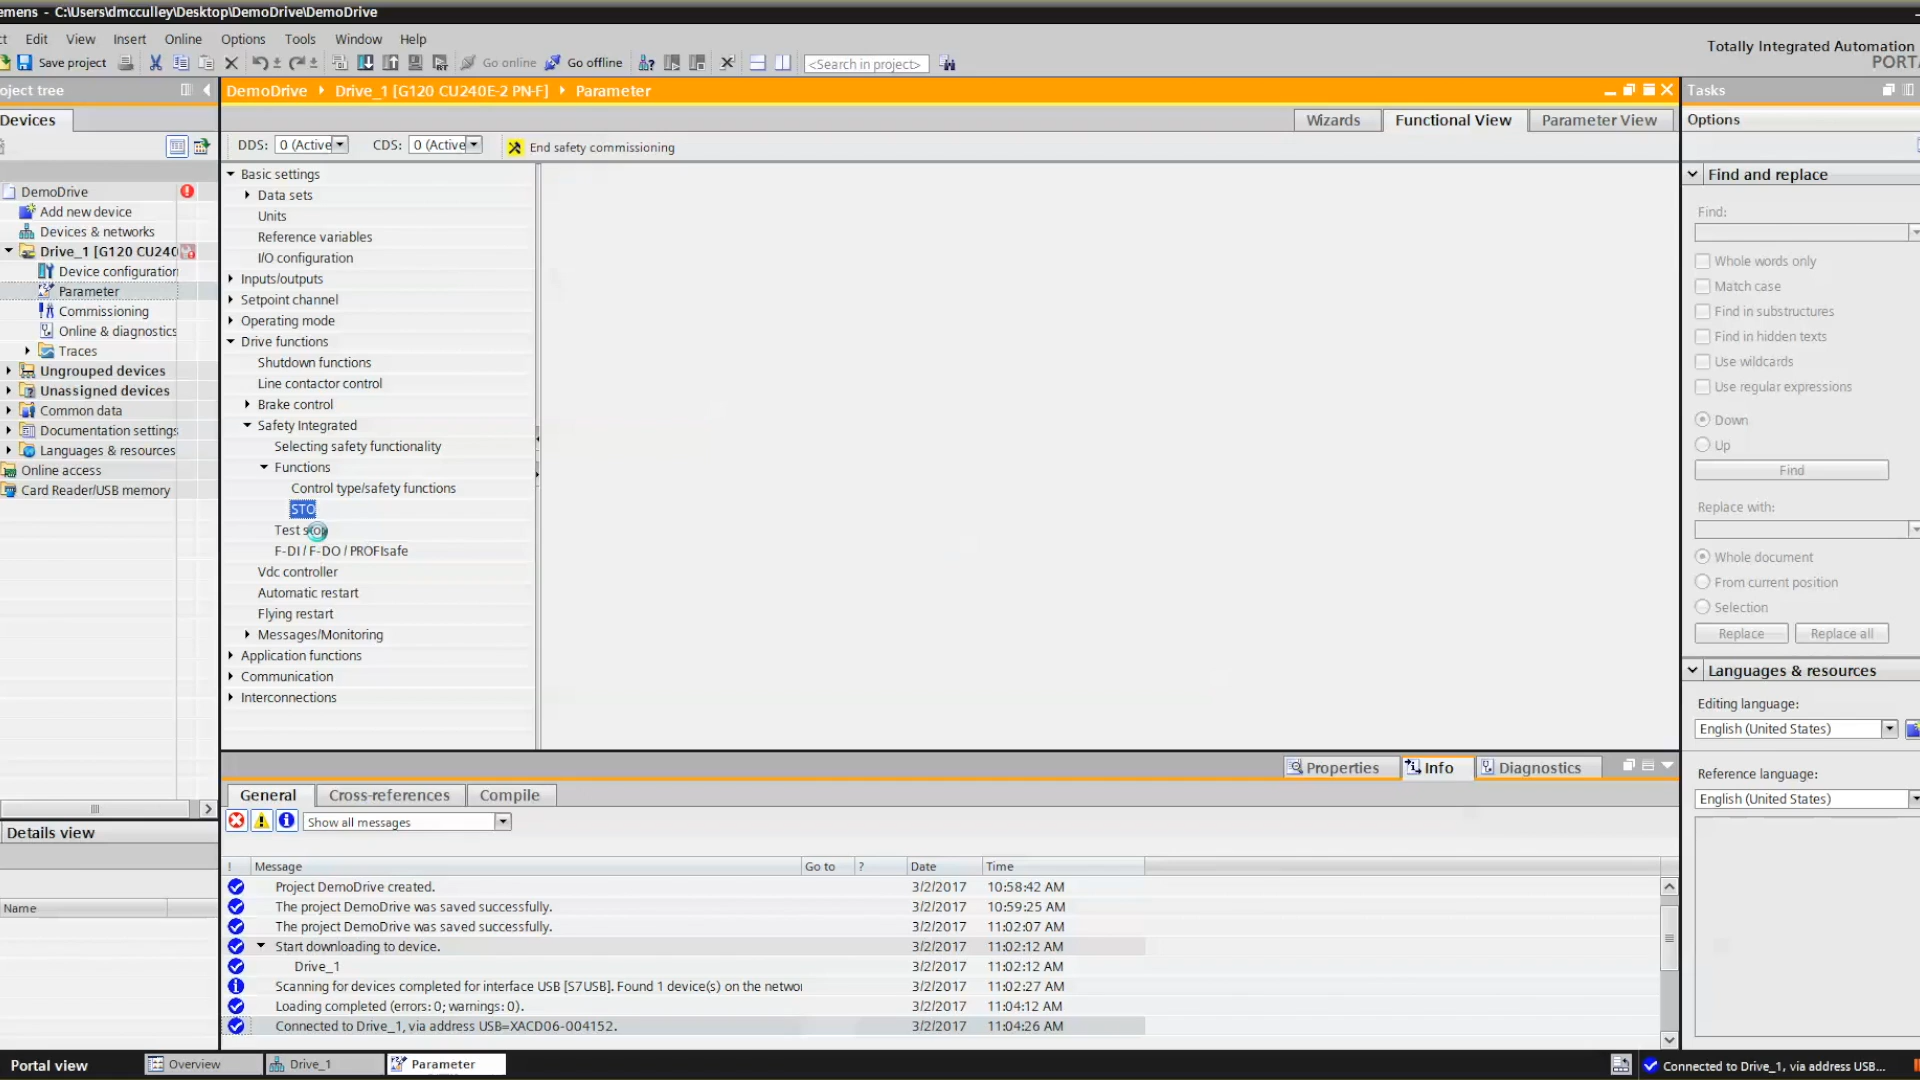 emens - C:\Users\dmcculley\Desktop\DemoDrive\DemoDrive
ct Edit View Insert Online Options Tools Window Help
Totally Integrated Automation
PORTA
Save project Go online Go offline <Search in project>
oject tree
DemoDrive Drive_1 [G120 CU240E-2 PN-F] Parameter
Tasks
Devices
Wizards Functional View Parameter View
Options
DDS: 0 (Active CDS: 0 (Active End safety commissioning
DemoDrive
Add new device
Devices & networks
Drive_1 [G120 CU240
Device configuration
Parameter
Commissioning
Online & diagnostics
Traces
Ungrouped devices
Unassigned devices
Common data
Documentation settings
Languages & resources
Online access
Card Reader/USB memory
Details view
Name
Basic settings
Data sets
Units
Reference variables
I/O configuration
Inputs/outputs
Setpoint channel
Operating mode
Drive functions
Shutdown functions
Line contactor control
Brake control
Safety Integrated
Selecting safety functionality
Functions
Control type/safety functions
STO
Test stop
F-DI / F-DO / PROFIsafe
Vdc controller
Automatic restart
Flying restart
Messages/Monitoring
Application functions
Communication
Interconnections
Find and replace
Find:
Whole words only
Match case
Find in substructures
Find in hidden texts
Use wildcards
Use regular expressions
Down
Up
Find
Replace with:
Whole document
From current position
Selection
Replace Replace all
Languages & resources
Editing language:
English (United States)
Reference language:
English (United States)
Properties Info Diagnostics
General Cross-references Compile
Show all messages
! Message Go to ? Date Time
Project DemoDrive created. 3/2/2017 10:58:42 AM
The project DemoDrive was saved successfully. 3/2/2017 10:59:25 AM
The project DemoDrive was saved successfully. 3/2/2017 11:02:07 AM
Start downloading to device. 3/2/2017 11:02:12 AM
Drive_1 3/2/2017 11:02:12 AM
Scanning for devices completed for interface USB [S7USB]. Found 1 device(s) on the networ 3/2/2017 11:02:27 AM
Loading completed (errors: 0; warnings: 0). 3/2/2017 11:04:12 AM
Connected to Drive_1, via address USB=XACD06-004152. 3/2/2017 11:04:26 AM
Portal view Overview Drive_1 Parameter Connected to Drive_1, via address USB...